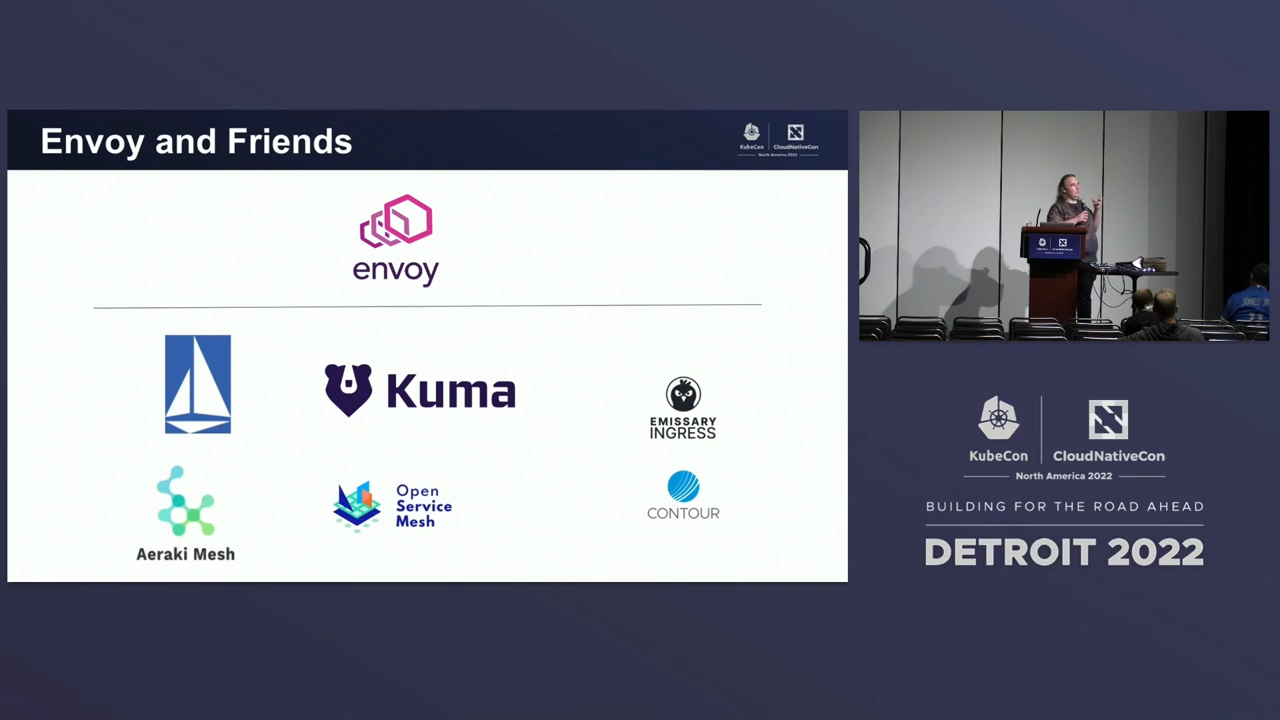 Envoy and Friends
KubeCon
CloudNativeCon
North America 2022
envoy
Kuma
EMISSARY
INGRESS
Aeraki Mesh
Open
Service
Mesh
CONTOUR
KubeCon
CloudNativeCon
North America 2022
BUILDING FOR THE ROAD AHEAD
DETROIT 2022